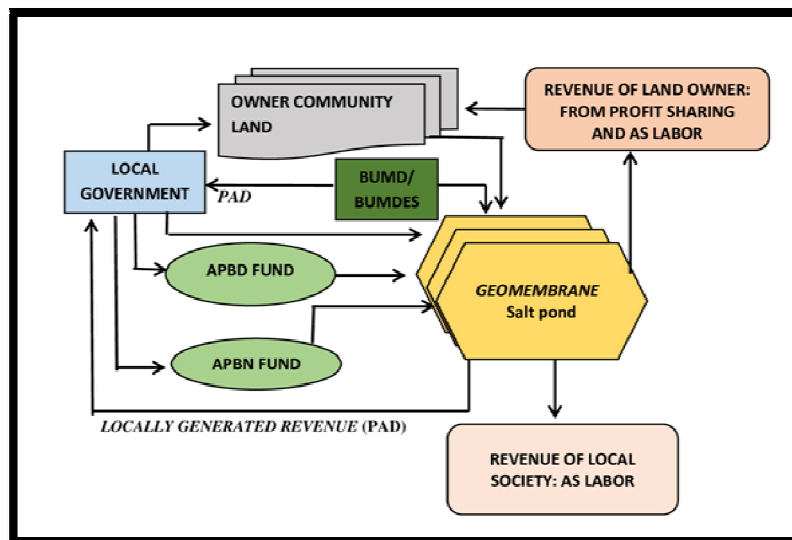 OWNER COMMUNITY
LAND
REVENUE OF LAND OWNER:
FROM PROFIT SHARING
AND AS LABOR
LOCAL
GOVERNMENT
PAD
BUMD/
BUMDES
APBD FUND
GEOMEMBRANE
Salt pond
APBN FUND
LOCALLY GENERATED REVENUE (PAD)
REVENUE OF LOCAL
SOCIETY: AS LABOR